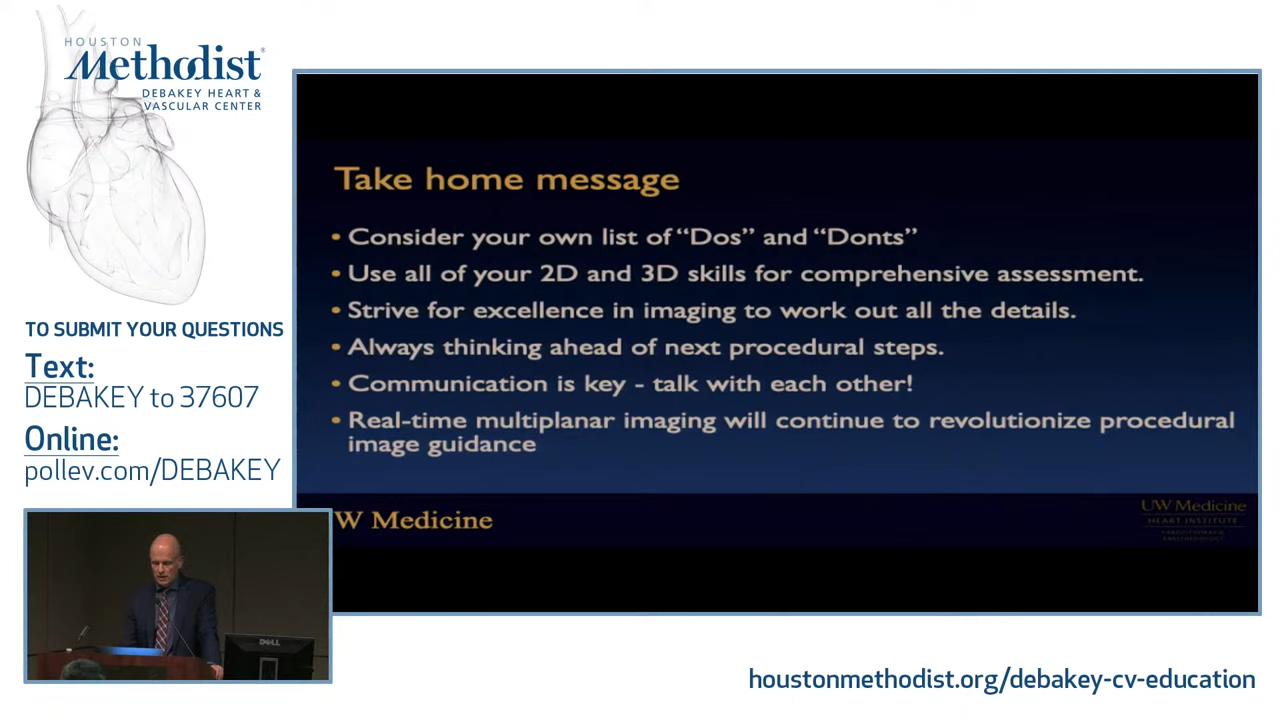 HOUSTON
Methodist®
DEBAKEY HEART &
VASCULAR CENTER
TO SUBMIT YOUR QUESTIONS
Text:
DEBAKEY to 37607
Online:
pollev.com/DEBAKEY
Take home message
• Consider your own list of “Dos” and “Donts”
• Use all of your 2D and 3D skills for comprehensive assessment.
• Strive for excellence in imaging to work out all the details.
• Always thinking ahead of next procedural steps.
• Communication is key - talk with each other!
• Real-time multiplanar imaging will continue to revolutionize procedural
image guidance
W Medicine
UW Medicine
HEART INSTITUTE
DELL
houstonmethodist.org/debakey-cv-education